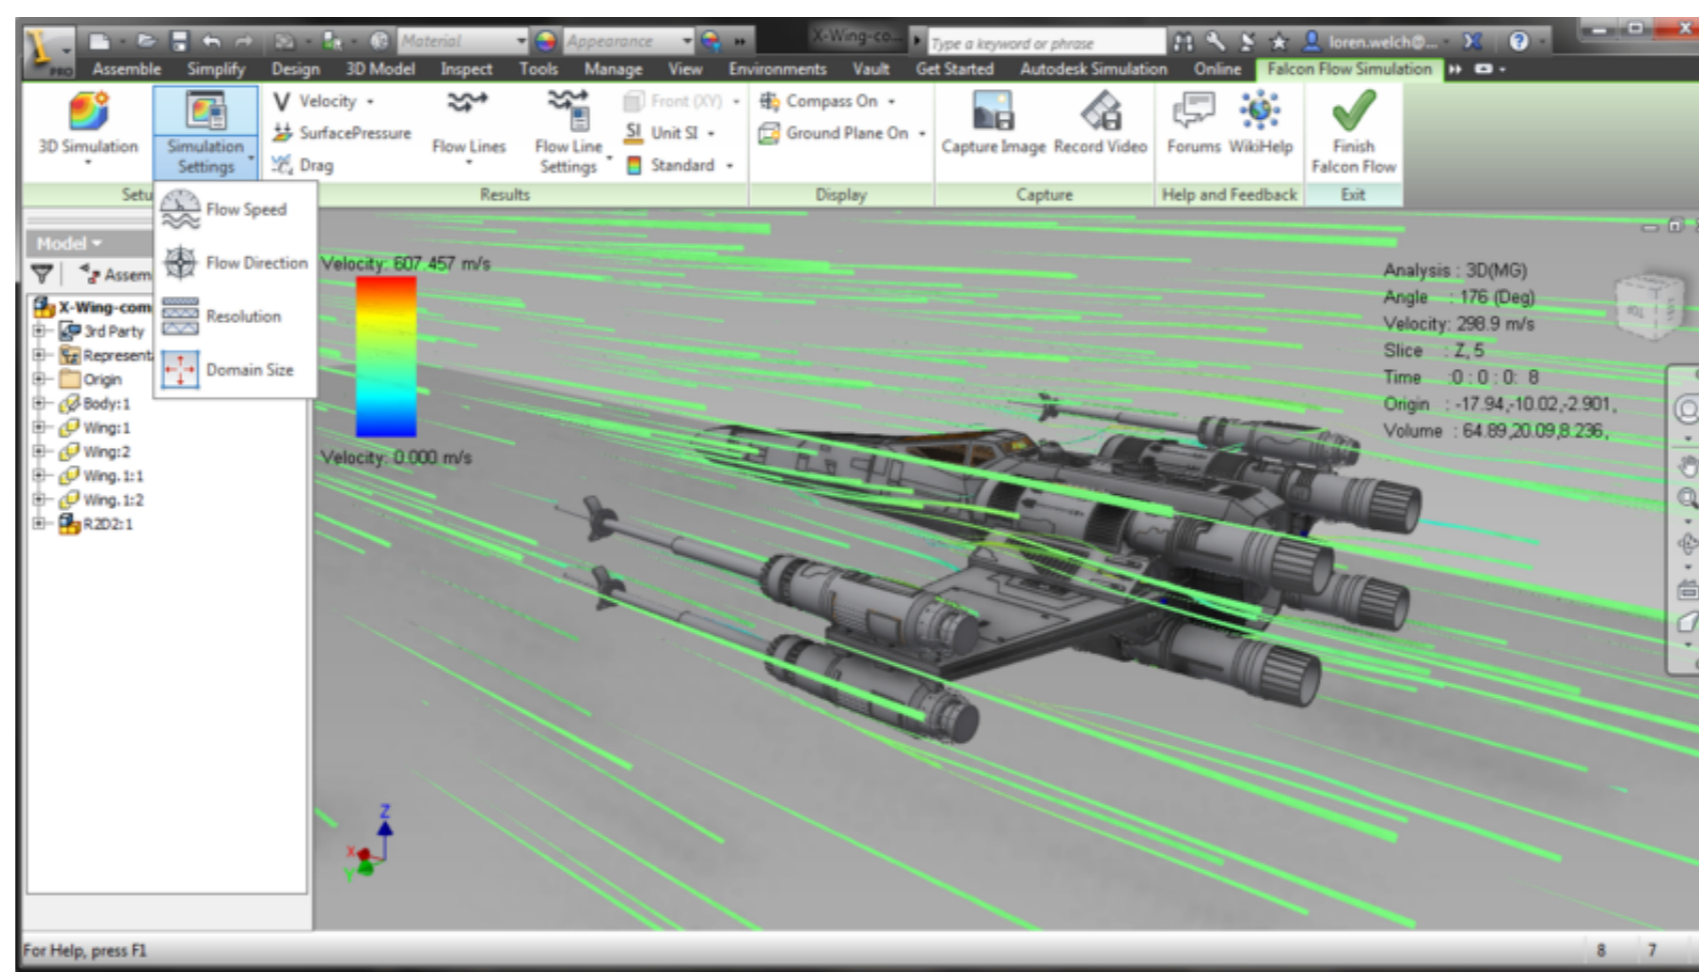 PRO
Material
Appearance
X-Wing-co...
Type a keyword or phrase
loren.welch@...
Assemble Simplify Design 3D Model Inspect Tools Manage View Environments Vault Get Started Autodesk Simulation Online Falcon Flow Simulation
3D Simulation
Simulation Settings
V Velocity
SurfacePressure
Drag
Flow Lines
Flow Line Settings
Front (XY)
SI Unit SI
Standard
Compass On
Ground Plane On
Capture Image
Record Video
Forums
WikiHelp
Finish Falcon Flow
Setu
Results
Display
Capture
Help and Feedback
Exit
Flow Speed
Flow Direction
Resolution
Domain Size
Model
Assem
X-Wing-com
3rd Party
Represent
Origin
Body:1
Wing:1
Wing:2
Wing.1:1
Wing.1:2
R2D2:1
Velocity: 607.457 m/s
Velocity: 0.000 m/s
Analysis : 3D(MG)
Angle : 176 (Deg)
Velocity: 298.9 m/s
Slice : Z, 5
Time :0 : 0 : 0: 8
Origin : -17.94,-10.02,-2.901,
Volume : 64.89,20.09,8.236,
Z
X
Y
For Help, press F1
8 7